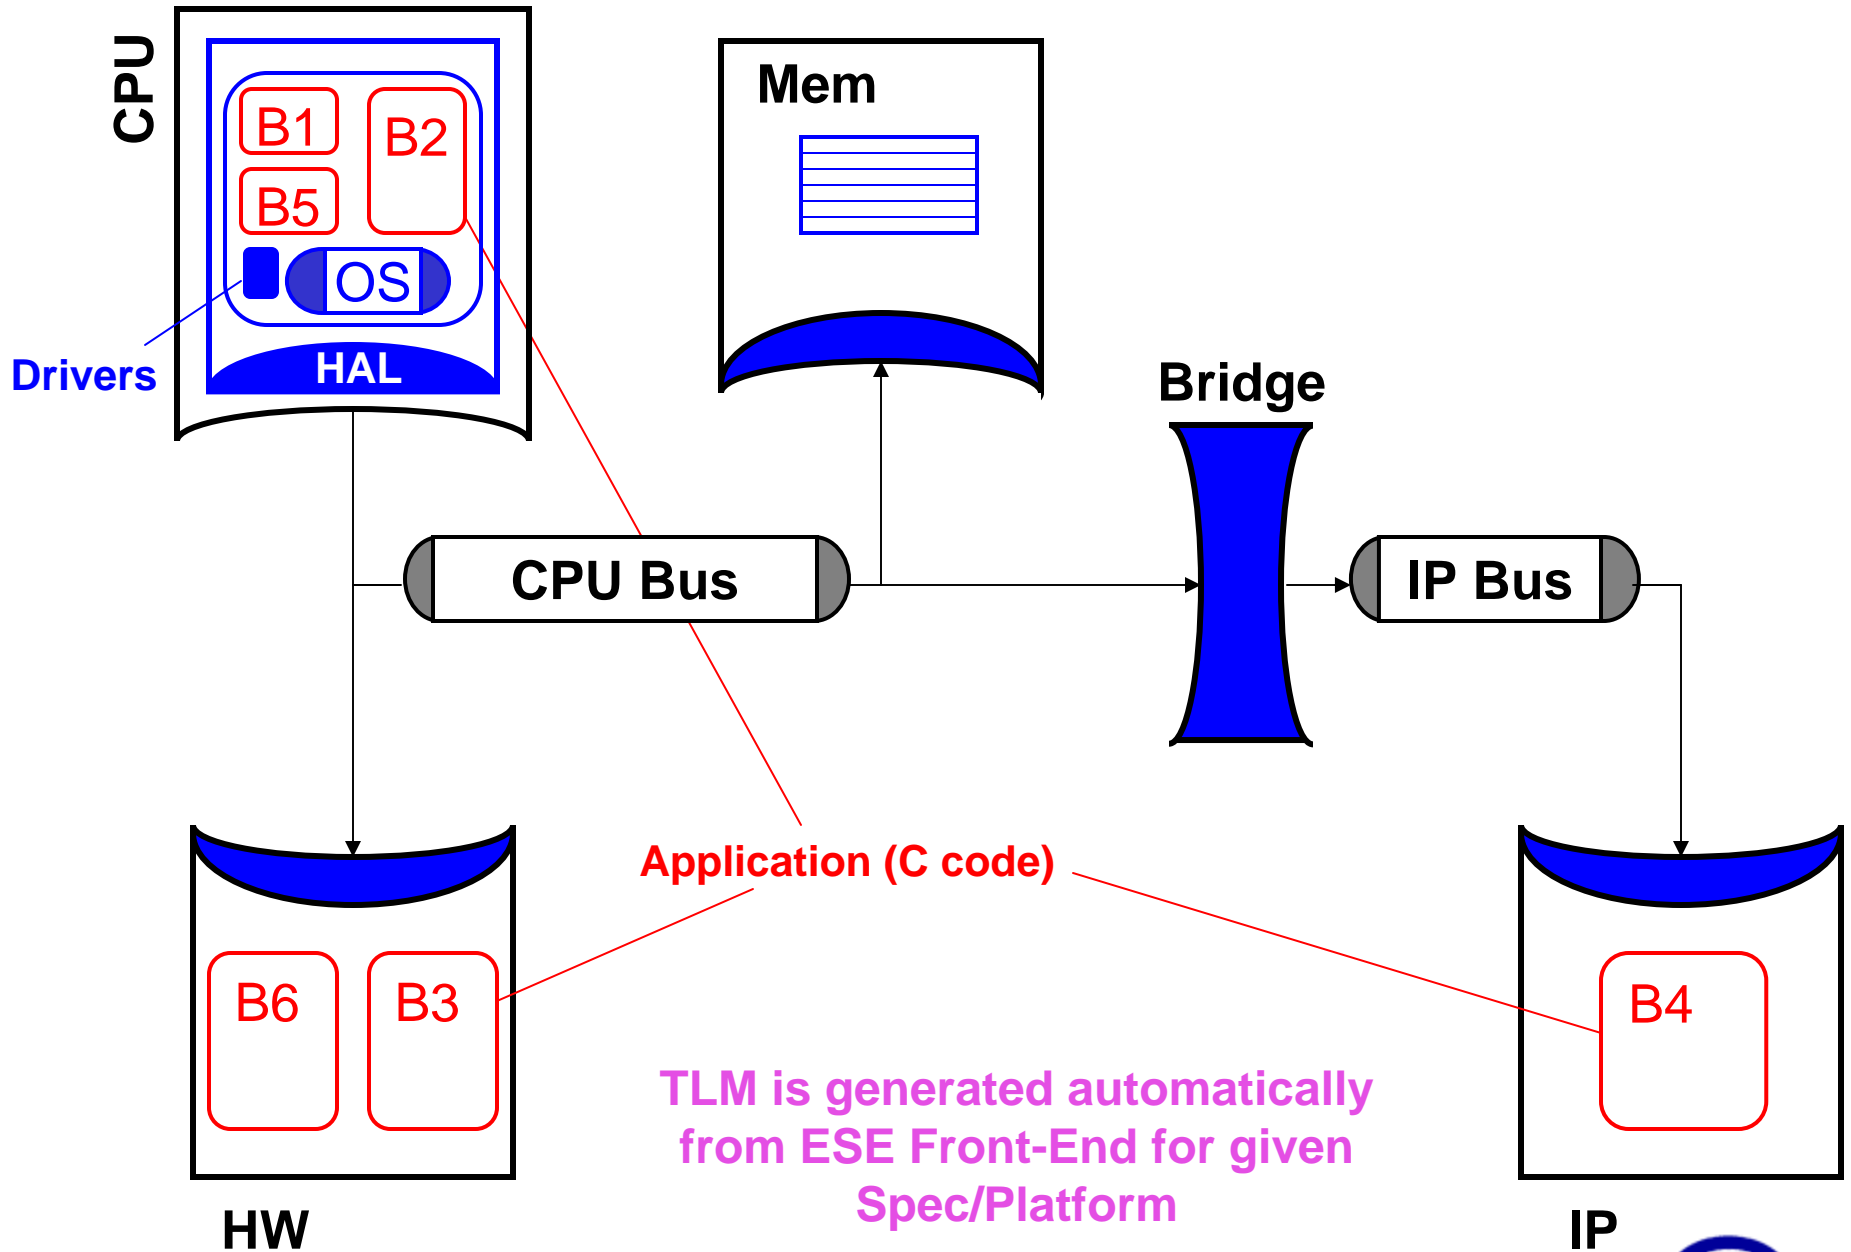 CPU
B1
B2
B5
OS
HAL
Drivers
Mem
Bridge
CPU Bus
IP Bus
Application (C code)
B6
B3
B4
TLM is generated automatically
from ESE Front-End for given
Spec/Platform
HW
IP